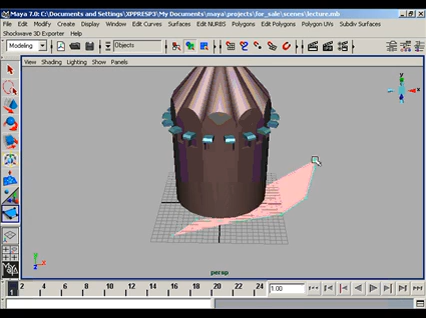 Maya 7.0: C:\Documents and Settings\XPPRESP3\My Documents\maya\projects\for_sale\scenes\lecture.mb
File Edit Modify Create Display Window Edit Curves Surfaces Edit NURBS Polygons Edit Polygons Polygon UVs Subdiv Surfaces
Shockwave 3D Exporter Help
Modeling Objects
View Shading Lighting Show Panels
y
x
y
z x
persp
2 4 6 8 10 12 14 16 18 20 22 24
1 1.00